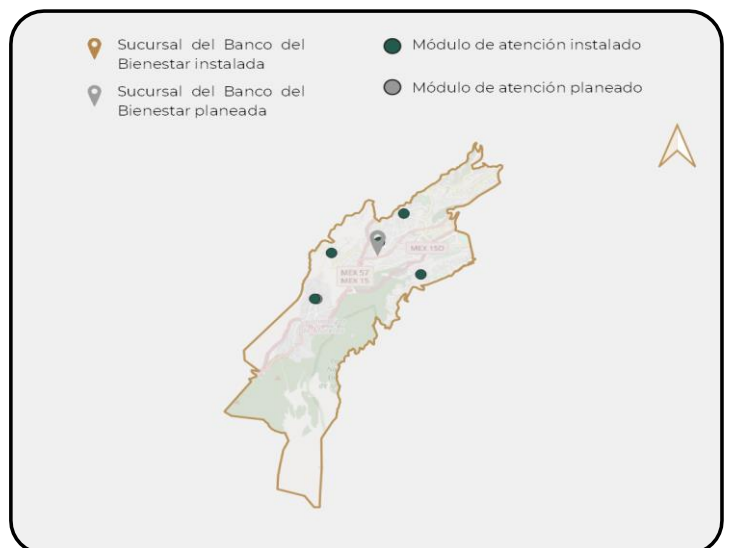 Sucursal del Banco del
Bienestar instalada
Sucursal del Banco del
Bienestar planeada
Módulo de atención instalado
Módulo de atención planeado
MEX 15D
MEX 57
MEX 15